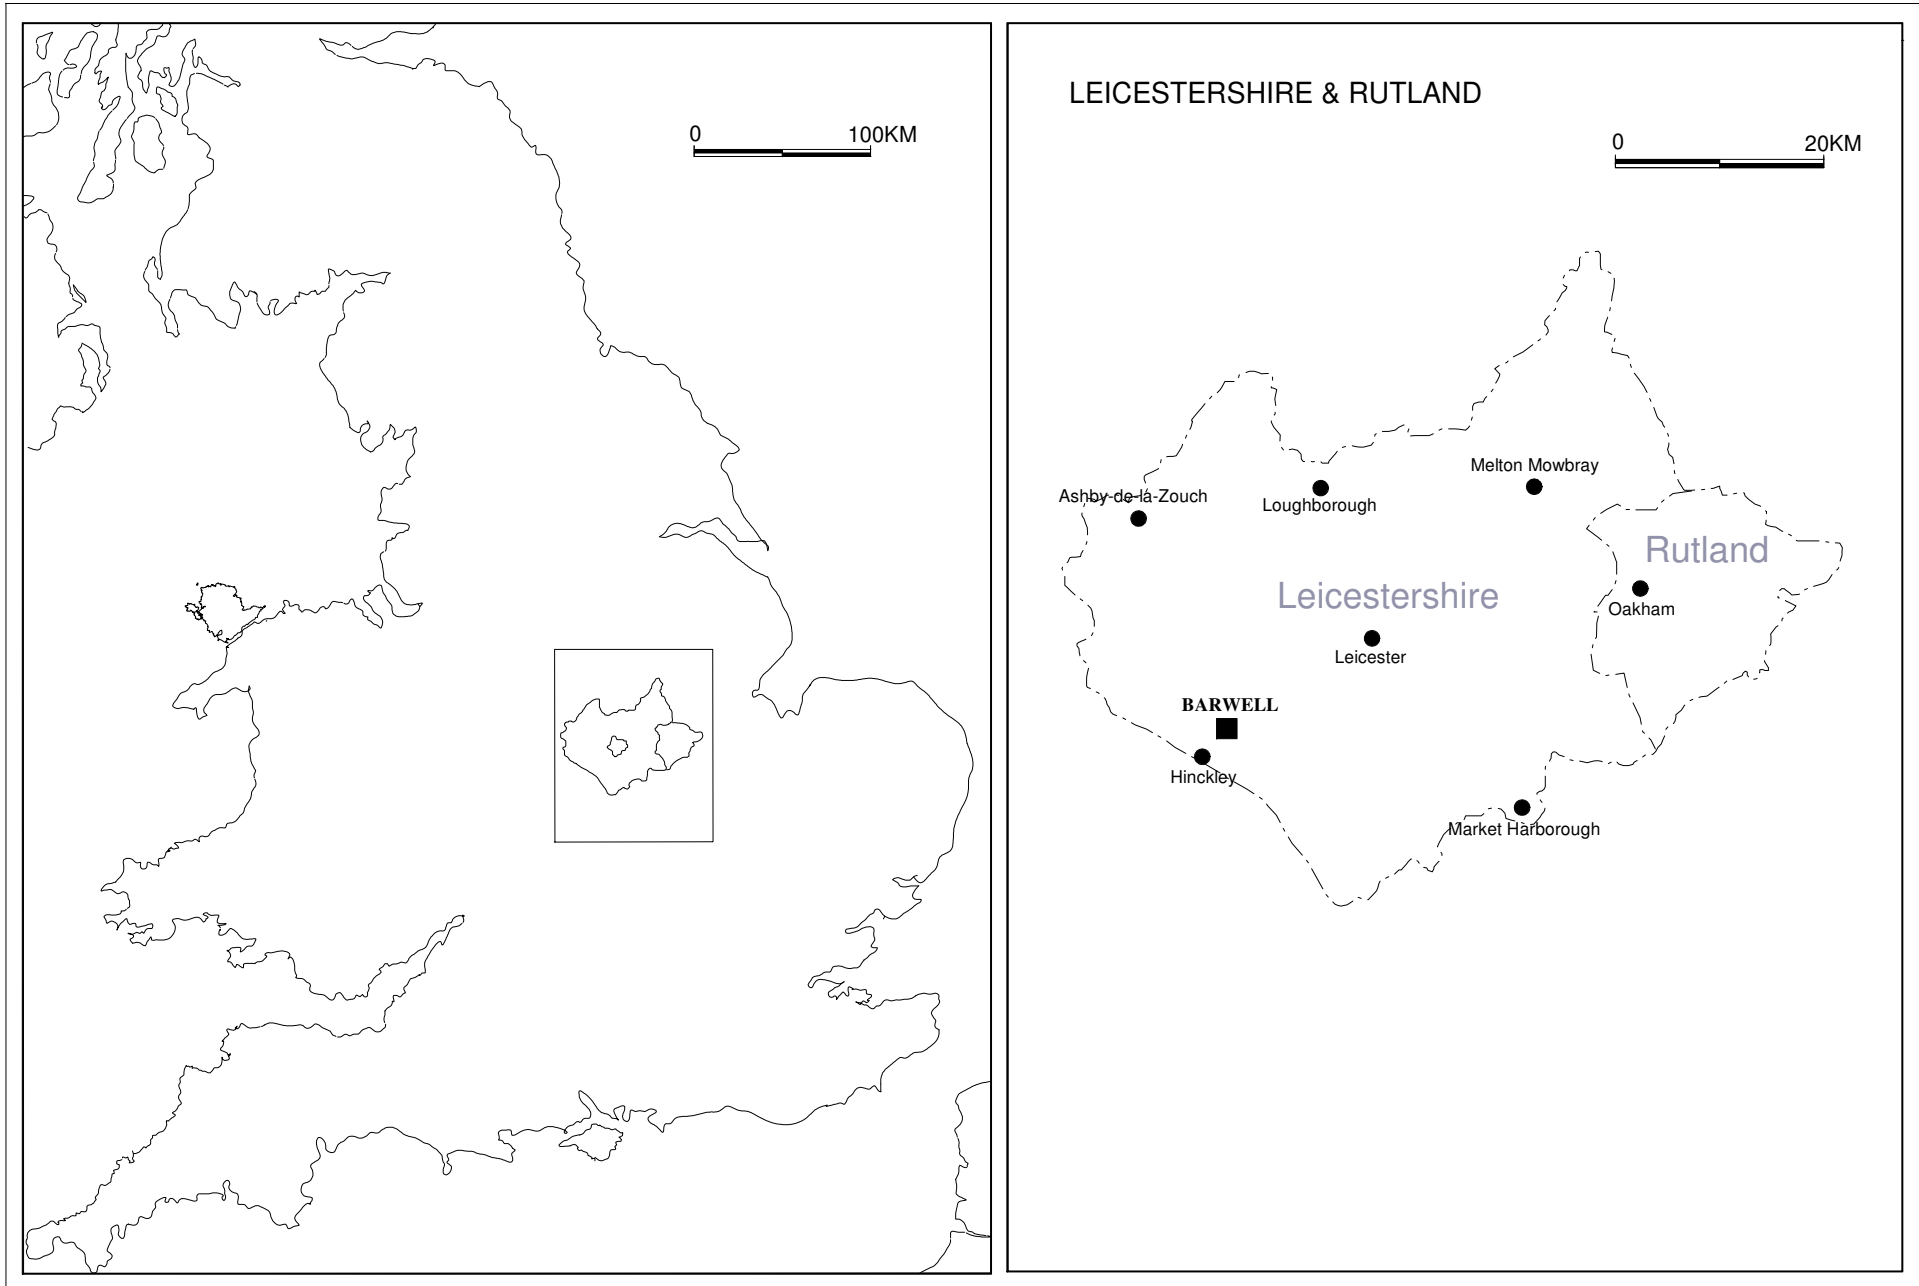 0 100KM
LEICESTERSHIRE & RUTLAND
0 20KM
Melton Mowbray
Ashby-de-la-Zouch
Loughborough
Rutland
Leicestershire
Oakham
Leicester
BARWELL
Hinckley
Market Harborough